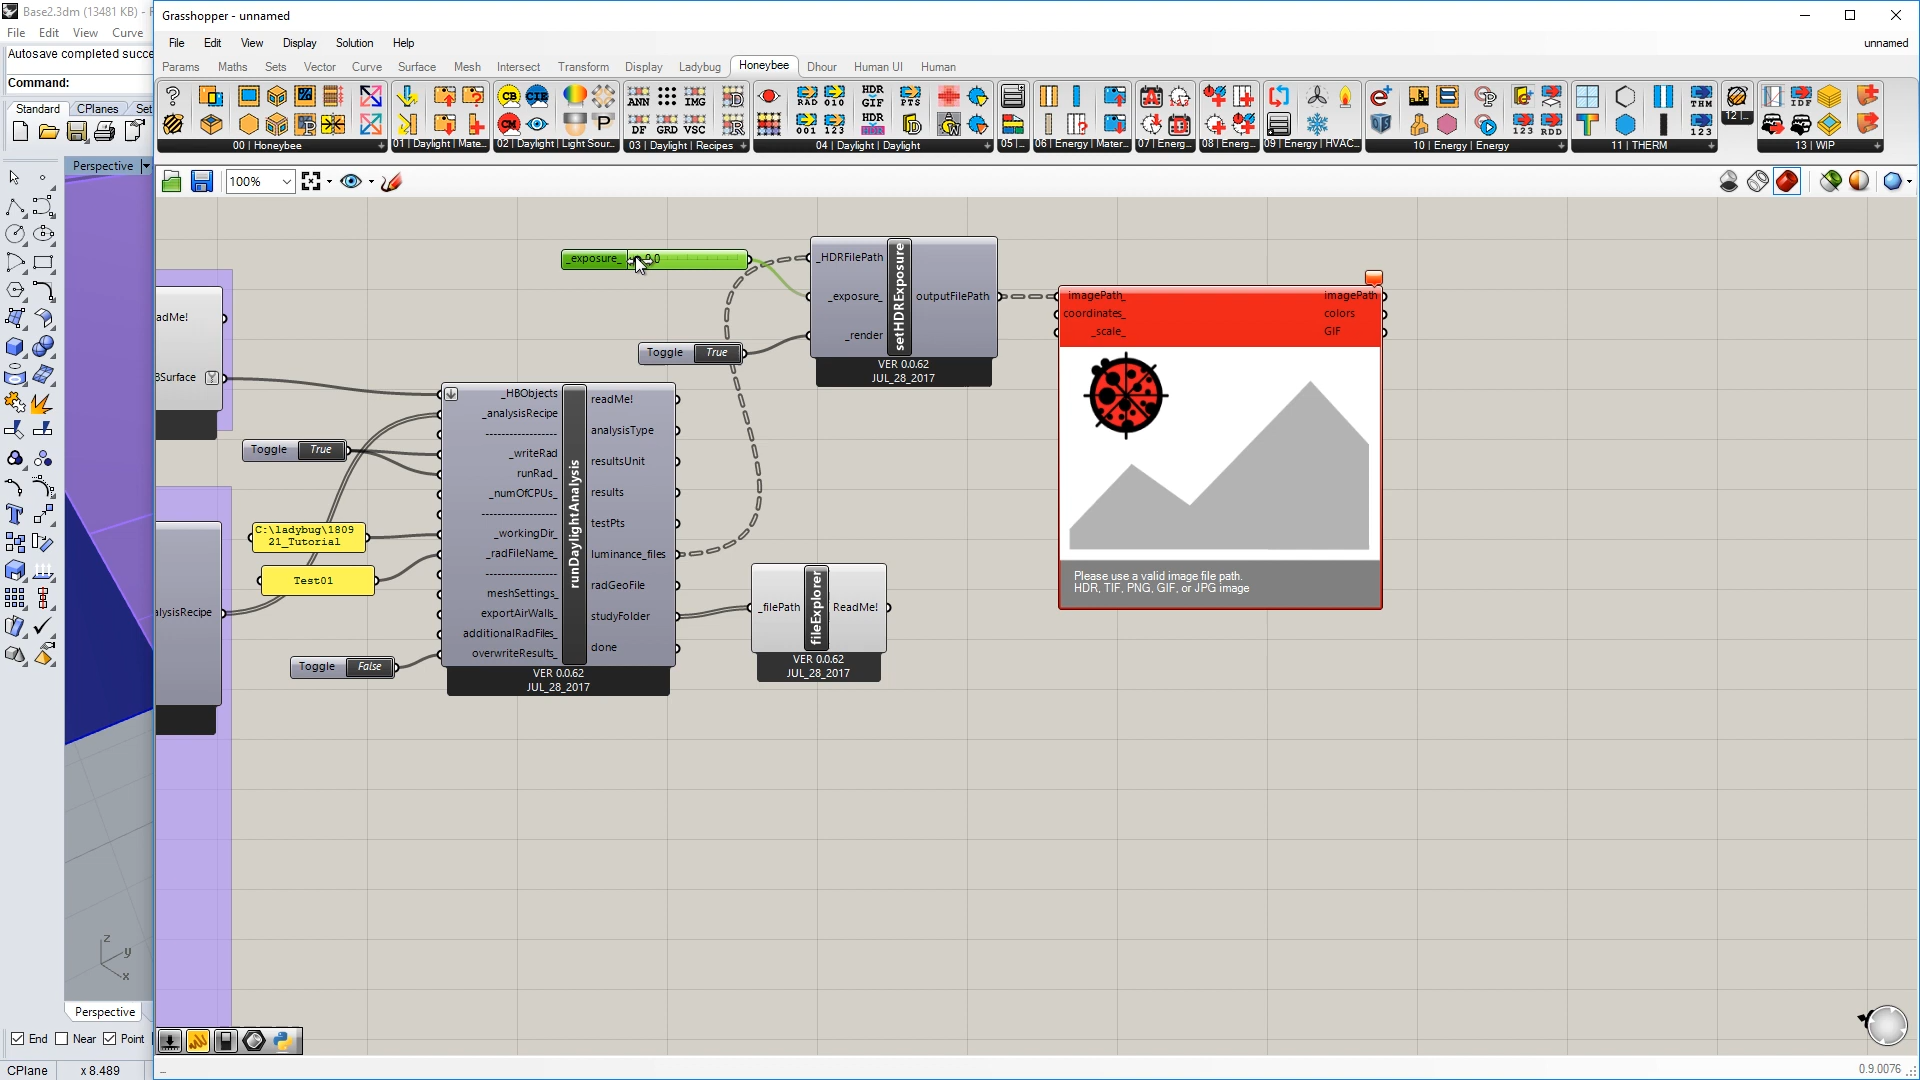 Base2.3dm (13481 KB) -
Grasshopper - unnamed
File Edit View Curve
File Edit View Display Solution Help
unnamed
Autosave completed succe
Params Maths Sets Vector Curve Surface Mesh Intersect Transform Display Ladybug Honeybee Dhour Human UI Human
Command:
Standard CPlanes Set
00 | Honeybee
01 | Daylight | Mate...
02 | Daylight | Light Sour...
03 | Daylight | Recipes
04 | Daylight | Daylight
05 |...
06 | Energy | Mater...
07 | Energ...
08 | Energ...
09 | Energy | HVAC...
10 | Energy | Energy
11 | THERM
12 |...
13 | WIP
Perspective
100%
_exposure_
_HDRFilePath
_exposure_
_render
setHDRExposure
outputFilePath
VER 0.0.62
JUL_28_2017
Toggle True
imagePath_
coordinates_
_scale_
imagePath
colors
GIF
Please use a valid image file path.
HDR, TIF, PNG, GIF, or JPG image
adMe!
BSurface
alysisRecipe
Toggle True
C:\ladybug\1809
21_Tutorial
Test01
Toggle False
_HBObjects
_analysisRecipe
------------------
_writeRad
runRad_
_numOfCPUs_
------------------
_workingDir_
_radFileName_
------------------
meshSettings_
exportAirWalls_
additionalRadFiles_
overwriteResults_
runDaylightAnalysis
readMe!
analysisType
resultsUnit
results
testPts
luminance_files
radGeoFile
studyFolder
done
VER 0.0.62
JUL_28_2017
_filePath
fileExplorer
ReadMe!
VER 0.0.62
JUL_28_2017
z
y
x
Perspective
End Near Point
CPlane x 8.489
...
0.9.0076